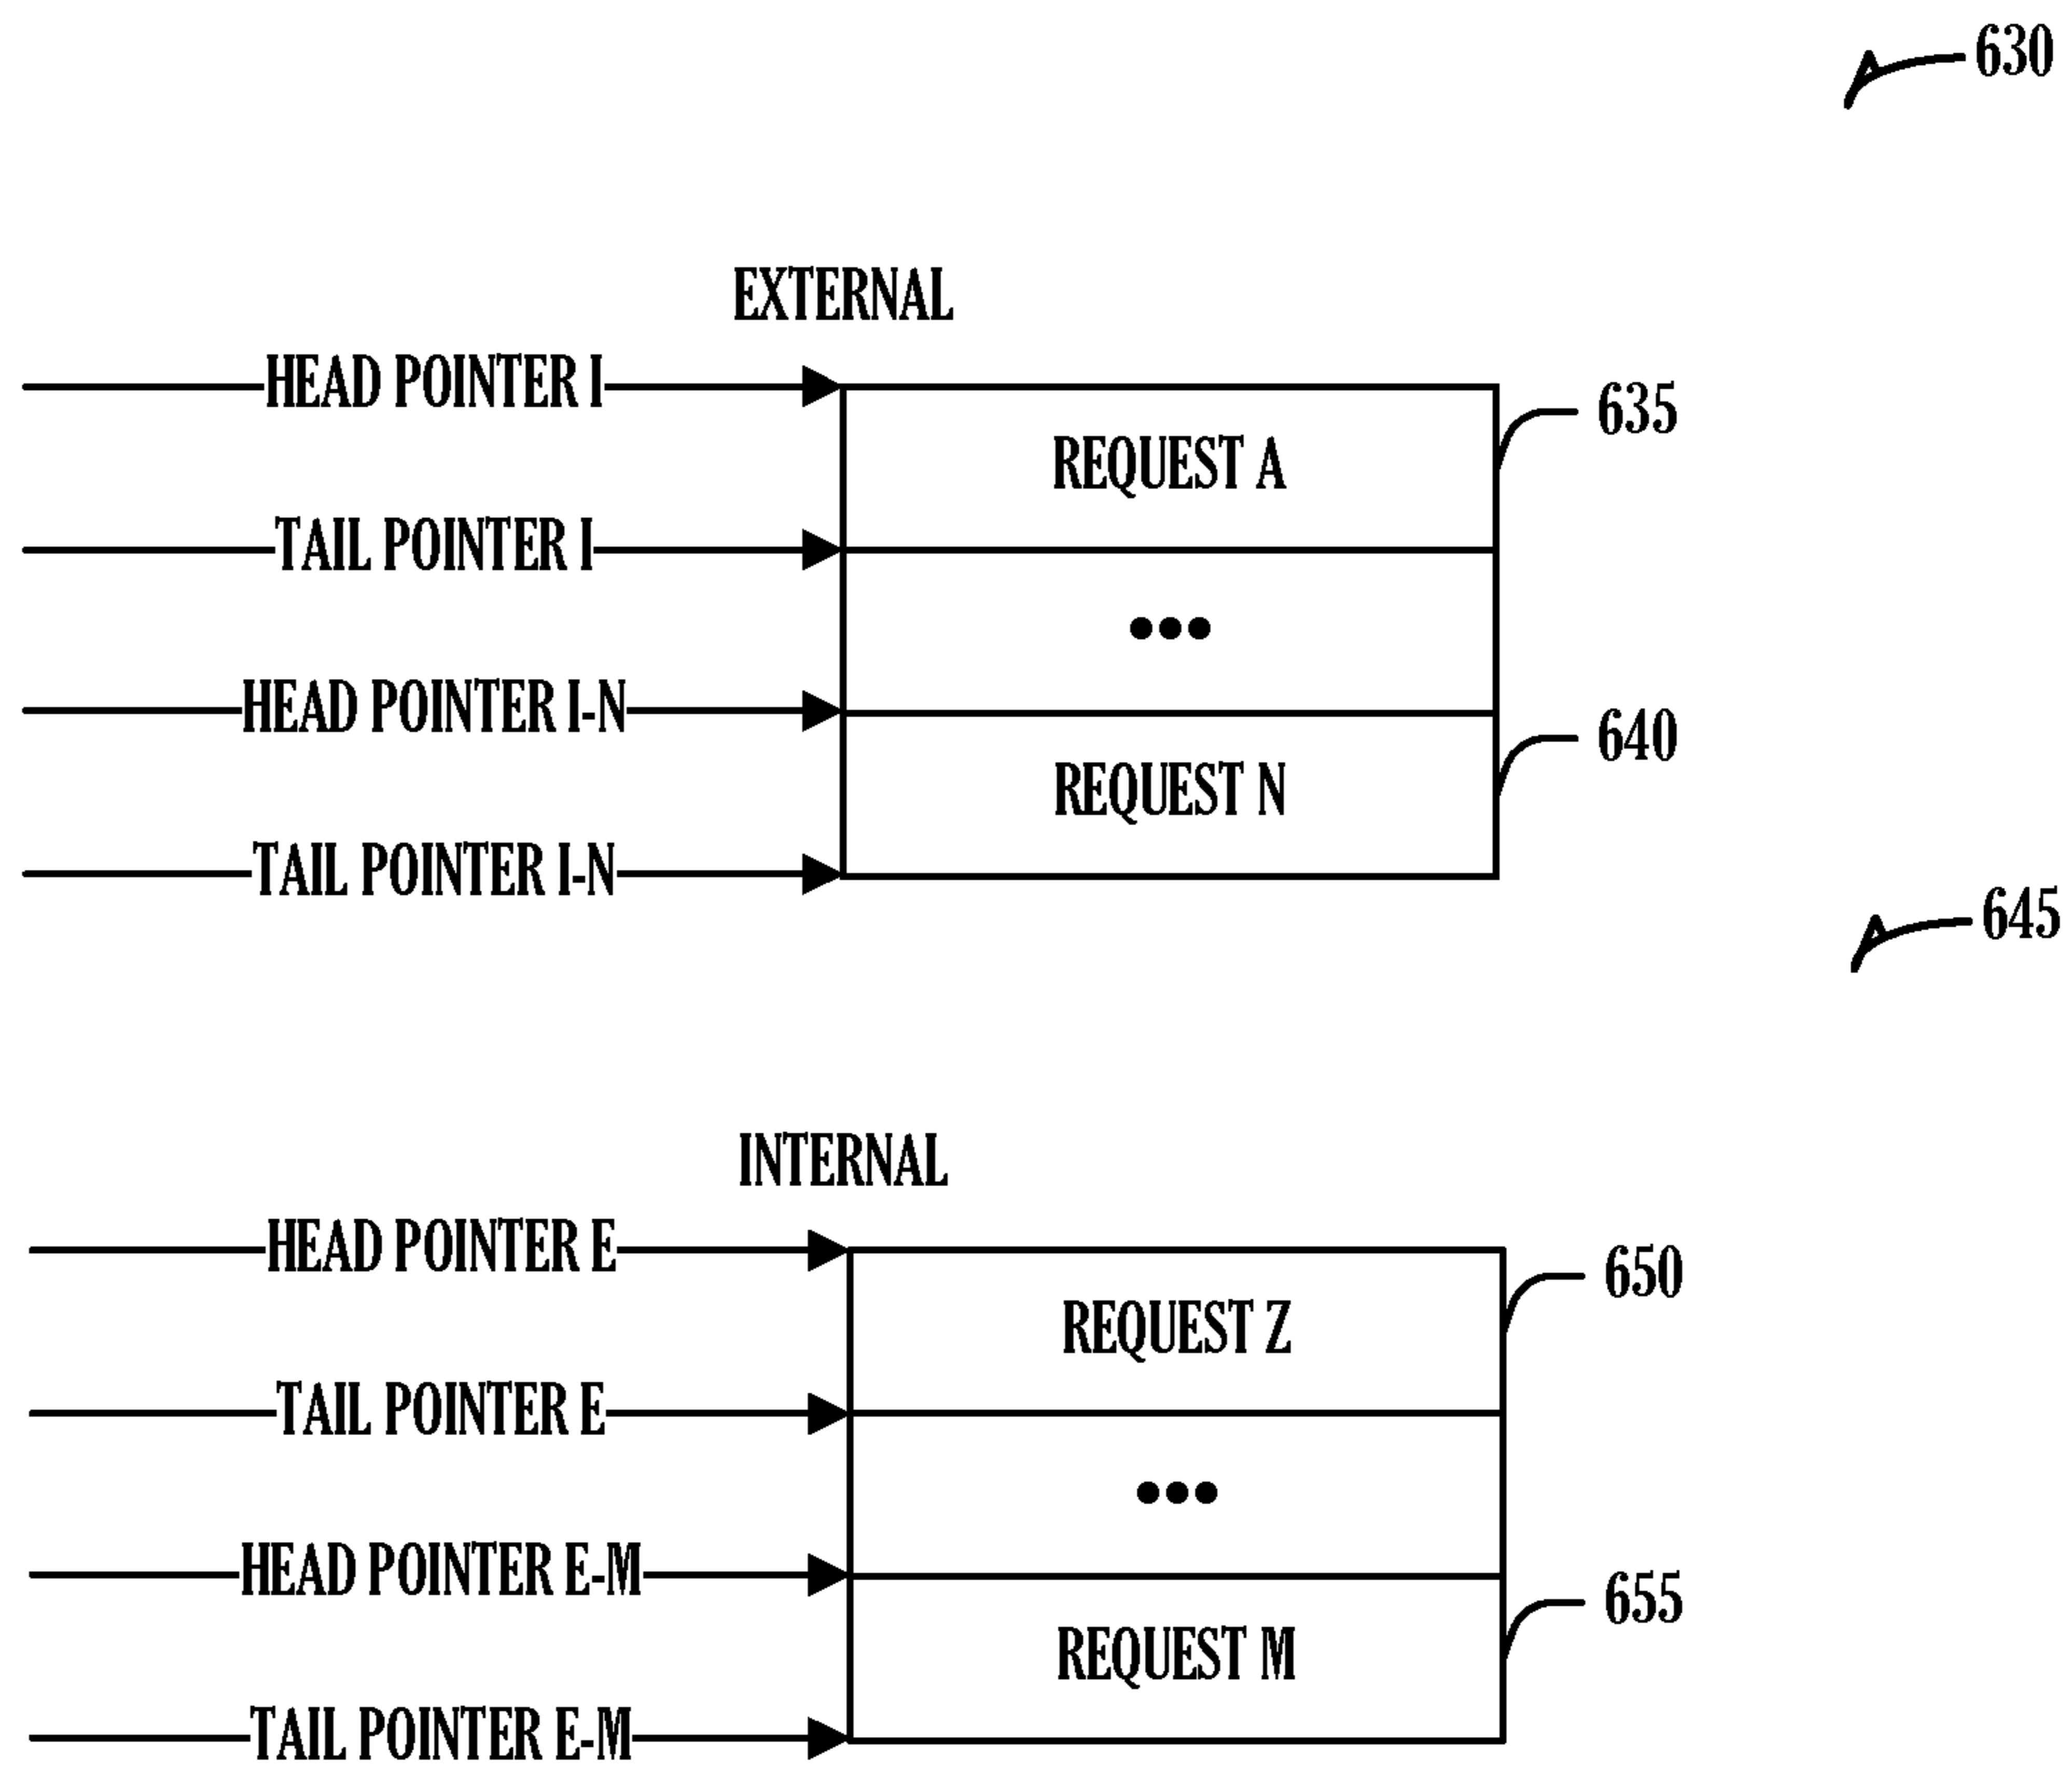 630
EXTERNAL
HEAD POINTER I
635
REQUEST A
TAIL POINTER I
•••
HEAD POINTER I-N
640
REQUEST N
TAIL POINTER I-N
645
INTERNAL
HEAD POINTER E
650
REQUEST Z
TAIL POINTER E
•••
HEAD POINTER E-M
655
REQUEST M
TAIL POINTER E-M